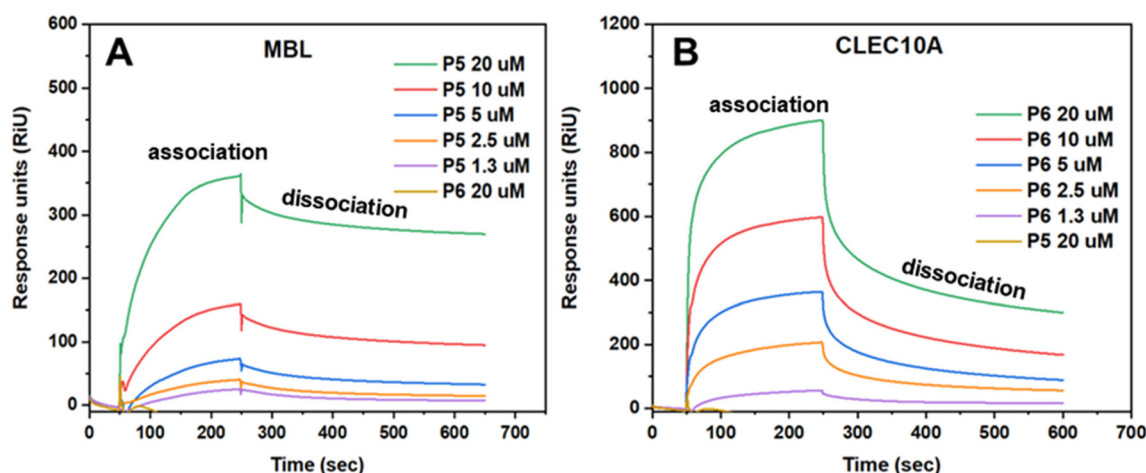 A
MBL
P5 20 uM
P5 10 uM
P5 5 uM
P5 2.5 uM
P5 1.3 uM
P6 20 uM
association
dissociation
Response units (RiU)
600
500
400
300
200
100
0
0 100 200 300 400 500 600 700
Time (sec)
B
CLEC10A
P6 20 uM
P6 10 uM
P6 5 uM
P6 2.5 uM
P6 1.3 uM
P5 20 uM
association
dissociation
Response units (RiU)
1200
1000
800
600
400
200
0
0 100 200 300 400 500 600 700
Time (sec)